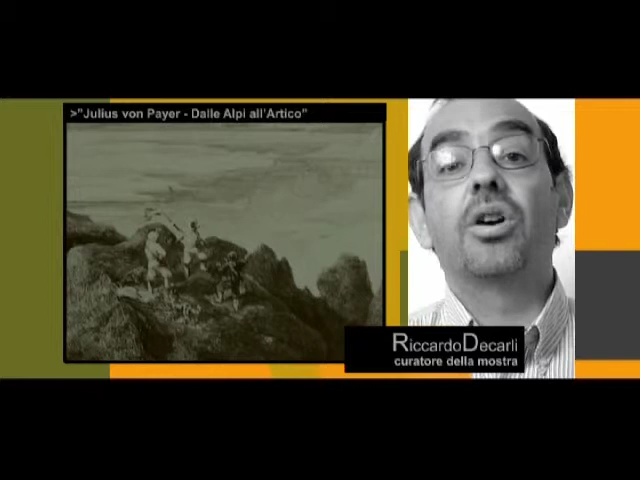 >"Julius von Payer - Dalle Alpi all'Artico"
RiccardoDecarli
curatore della mostra